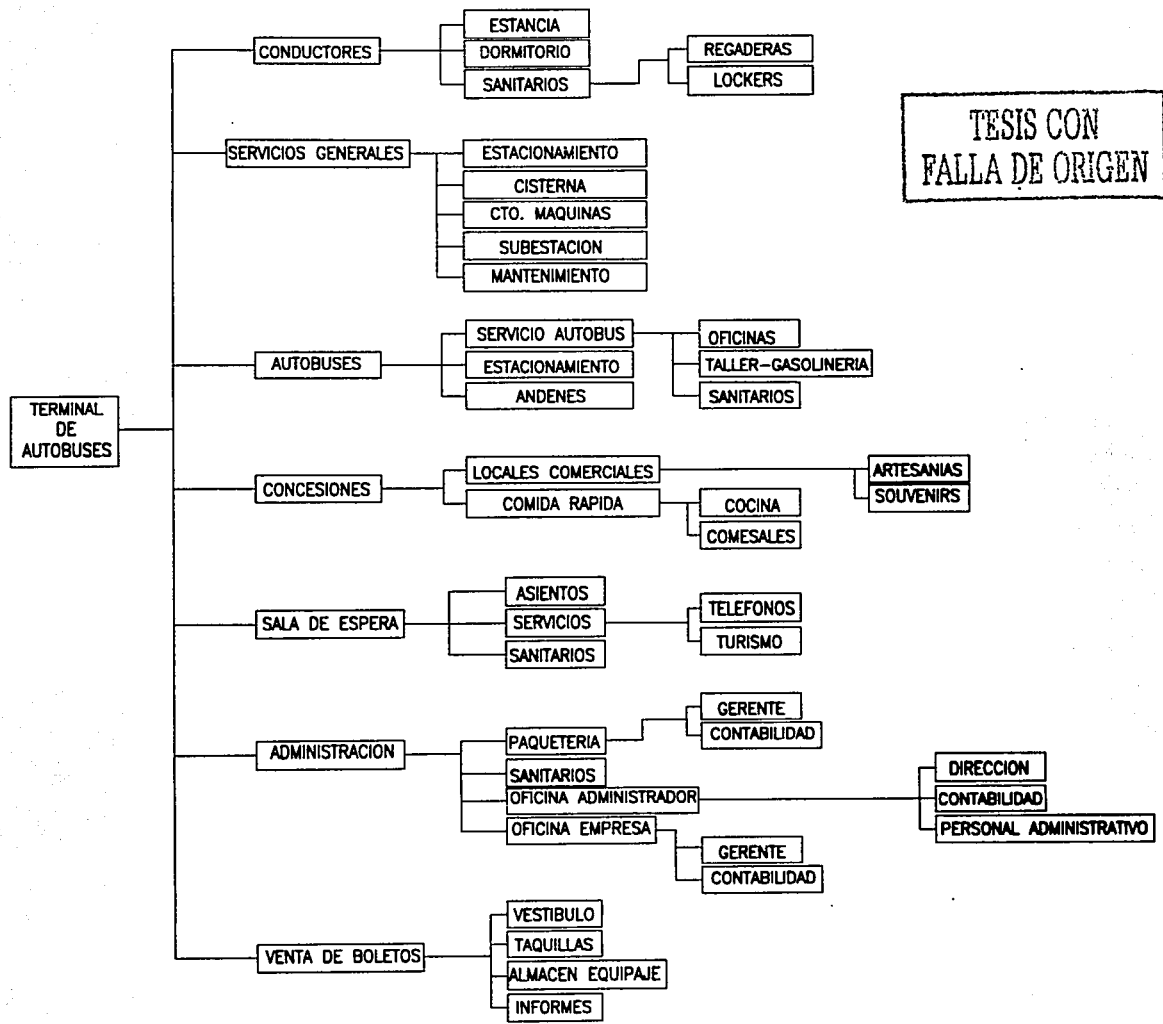 ESTANCIA
CONDUCTORES
DORMITORIO
REGADERAS
SANITARIOS
LOCKERS
TESIS CON
FALLA DE ORIGEN
SERVICIOS GENERALES
ESTACIONAMIENTO
CISTERNA
CTO. MAQUINAS
SUBESTACION
MANTENIMIENTO
SERVICIO AUTOBUS
OFICINAS
AUTOBUSES
ESTACIONAMIENTO
TALLER-GASOLINERIA
ANDENES
SANITARIOS
TERMINAL
DE
AUTOBUSES
LOCALES COMERCIALES
ARTESANIAS
CONCESIONES
SOUVENIRS
COMIDA RAPIDA
COCINA
COMESALES
ASIENTOS
TELEFONOS
SALA DE ESPERA
SERVICIOS
TURISMO
SANITARIOS
GERENTE
ADMINISTRACION
PAQUETERIA
CONTABILIDAD
SANITARIOS
DIRECCION
OFICINA ADMINISTRADOR
CONTABILIDAD
OFICINA EMPRESA
PERSONAL ADMINISTRATIVO
GERENTE
CONTABILIDAD
VESTIBULO
VENTA DE BOLETOS
TAQUILLAS
ALMACEN EQUIPAJE
INFORMES